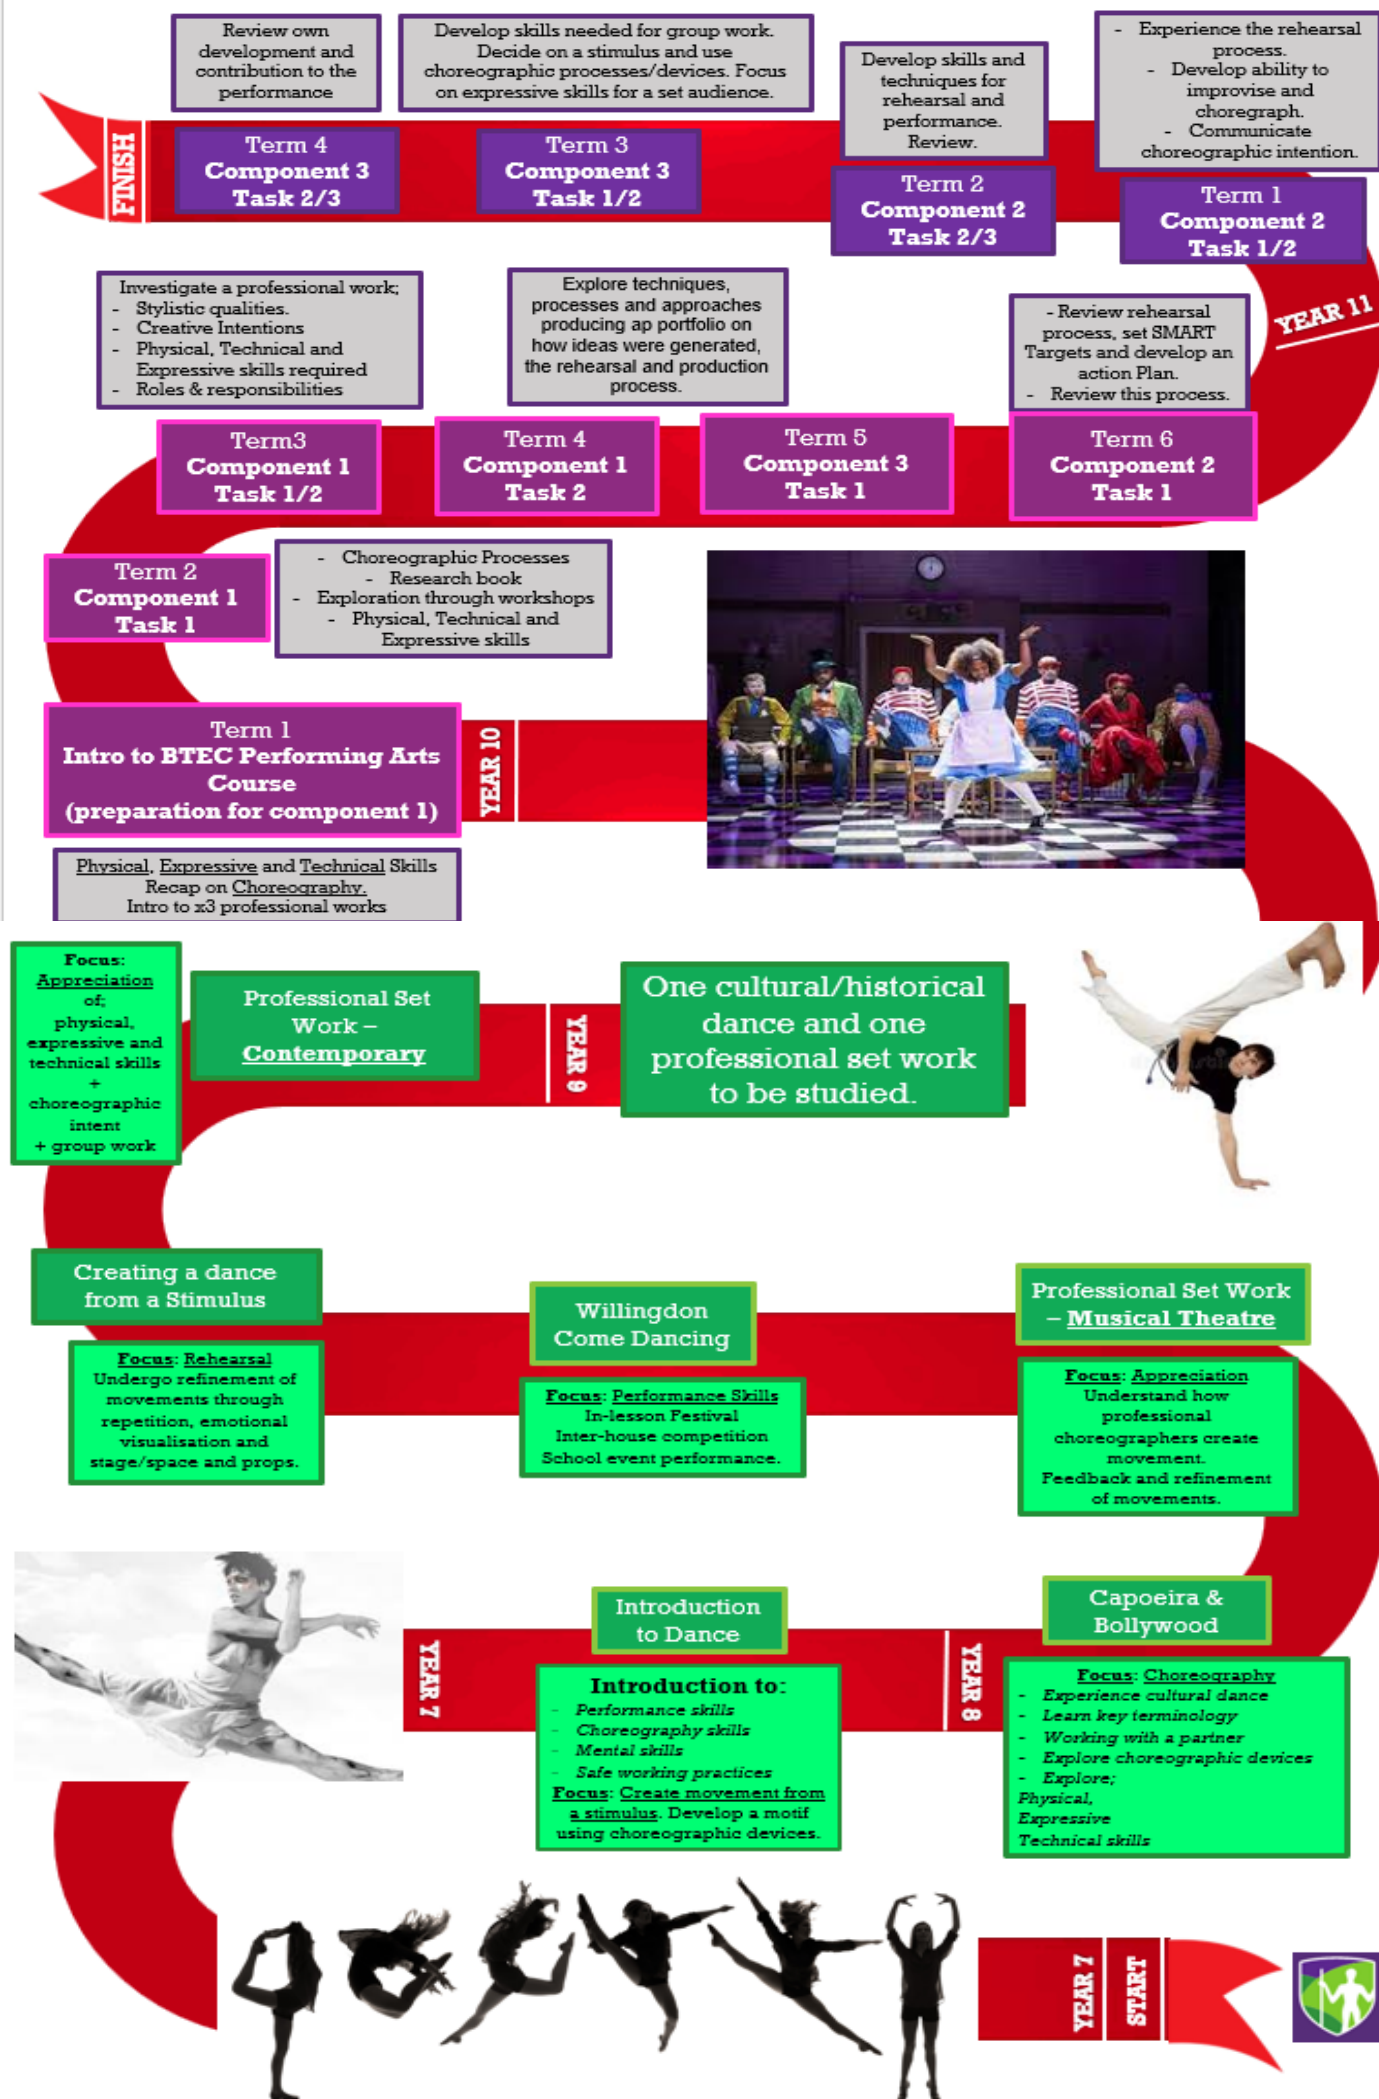 Review own
development and
contribution to the
performance
Develop skills needed for group work.
Decide on a stimulus and use
choreographic processes/devices. Focus
on expressive skills for a set audience.
Develop skills and
techniques for
rehearsal and
performance.
Review.
- Experience the rehearsal
process.
- Develop ability to
improvise and
choregraph.
- Communicate
choreographic intention.
FINISH
Term 4
Component 3
Task 2/3
Term 3
Component 3
Task 1/2
Term 2
Component 2
Task 2/3
Term 1
Component 2
Task 1/2
YEAR 11
Investigate a professional work;
- Stylistic qualities.
- Creative Intentions
- Physical, Technical and
Expressive skills required
- Roles & responsibilities
Explore techniques,
processes and approaches
producing ap portfolio on
how ideas were generated,
the rehearsal and production
process.
- Review rehearsal
process, set SMART
Targets and develop an
action Plan.
- Review this process.
Term3
Component 1
Task 1/2
Term 4
Component 1
Task 2
Term 5
Component 3
Task 1
Term 6
Component 2
Task 1
Term 2
Component 1
Task 1
- Choreographic Processes
- Research book
- Exploration through workshops
- Physical, Technical and
Expressive skills
Term 1
Intro to BTEC Performing Arts
Course
(preparation for component 1)
YEAR 10
Physical, Expressive and Technical Skills
Recap on Choreography.
Intro to x3 professional works
Focus:
Appreciation
of;
physical,
expressive and
technical skills
+
choreographic
intent
+ group work
Professional Set
Work –
Contemporary
YEAR 9
One cultural/historical
dance and one
professional set work
to be studied.
Creating a dance
from a Stimulus
Focus: Rehearsal
Undergo refinement of
movements through
repetition, emotional
visualisation and
stage/space and props.
Willingdon
Come Dancing
Focus: Performance Skills
In-lesson Festival
Inter-house competition
School event performance.
Professional Set Work
– Musical Theatre
Focus: Appreciation
Understand how
professional
choreographers create
movement.
Feedback and refinement
of movements.
YEAR 7
Introduction
to Dance
Introduction to:
- Performance skills
- Choreography skills
- Mental skills
- Safe working practices
Focus: Create movement from
a stimulus. Develop a motif
using choreographic devices.
YEAR 8
Capoeira &
Bollywood
Focus: Choreography
- Experience cultural dance
- Learn key terminology
- Working with a partner
- Explore choreographic devices
- Explore;
Physical,
Expressive
Technical skills
YEAR 7
START